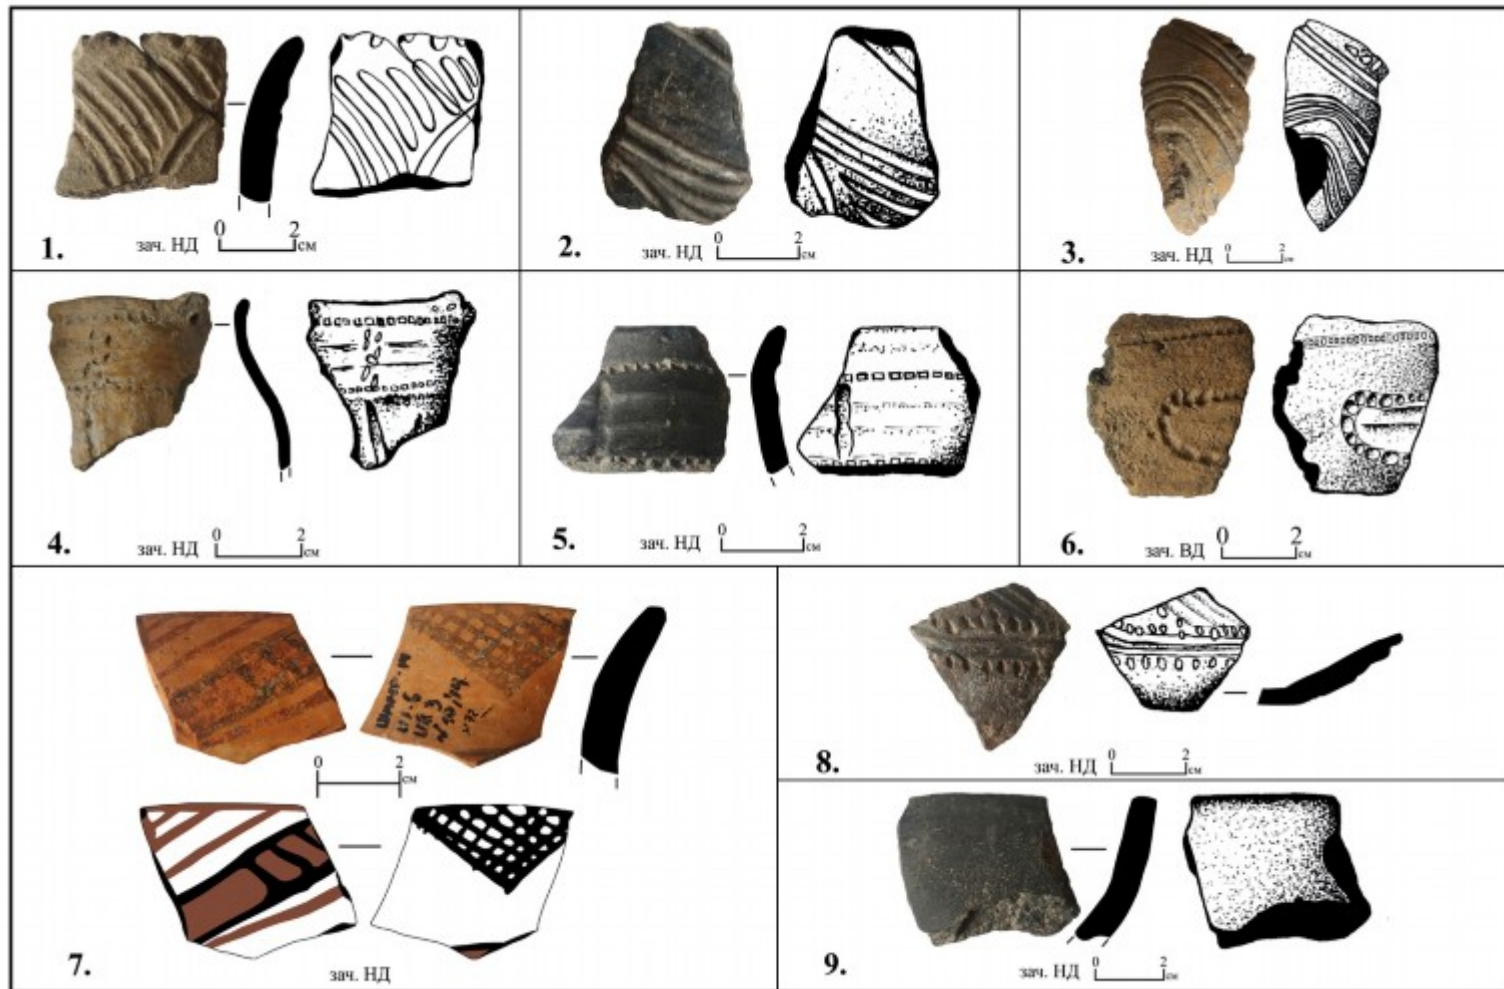 0 2
1. зач. НД см
0 2
2. зач. НД см
0 2
3. зач. НД см
0 2
4. зач. НД см
0 2
5. зач. НД см
0 2
6. зач. ВД см
0 2
см
7. зач. НД
0 2
8. зач. НД см
0 2
9. зач. НД см